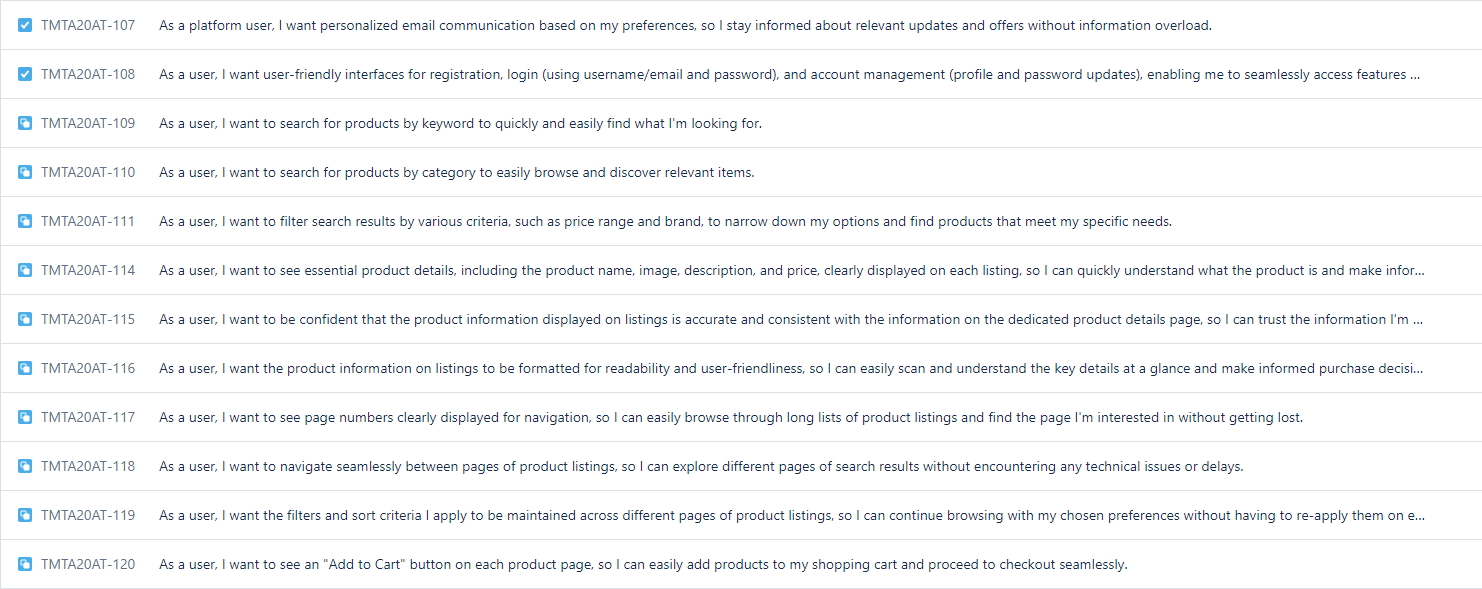 TMTA20AT-107 As a platform user, I want personalized email communication based on my preferences, so I stay informed about relevant updates and offers without information overload.
TMTA20AT-108 As a user, I want user-friendly interfaces for registration, login (using username/email and password), and account management (profile and password updates), enabling me to seamlessly access features ...
TMTA20AT-109 As a user, I want to search for products by keyword to quickly and easily find what I'm looking for.
TMTA20AT-110 As a user, I want to search for products by category to easily browse and discover relevant items.
TMTA20AT-111 As a user, I want to filter search results by various criteria, such as price range and brand, to narrow down my options and find products that meet my specific needs.
TMTA20AT-114 As a user, I want to see essential product details, including the product name, image, description, and price, clearly displayed on each listing, so I can quickly understand what the product is and make infor...
TMTA20AT-115 As a user, I want to be confident that the product information displayed on listings is accurate and consistent with the information on the dedicated product details page, so I can trust the information I'm ...
TMTA20AT-116 As a user, I want the product information on listings to be formatted for readability and user-friendliness, so I can easily scan and understand the key details at a glance and make informed purchase decisi...
TMTA20AT-117 As a user, I want to see page numbers clearly displayed for navigation, so I can easily browse through long lists of product listings and find the page I'm interested in without getting lost.
TMTA20AT-118 As a user, I want to navigate seamlessly between pages of product listings, so I can explore different pages of search results without encountering any technical issues or delays.
TMTA20AT-119 As a user, I want the filters and sort criteria I apply to be maintained across different pages of product listings, so I can continue browsing with my chosen preferences without having to re-apply them on e...
TMTA20AT-120 As a user, I want to see an "Add to Cart" button on each product page, so I can easily add products to my shopping cart and proceed to checkout seamlessly.